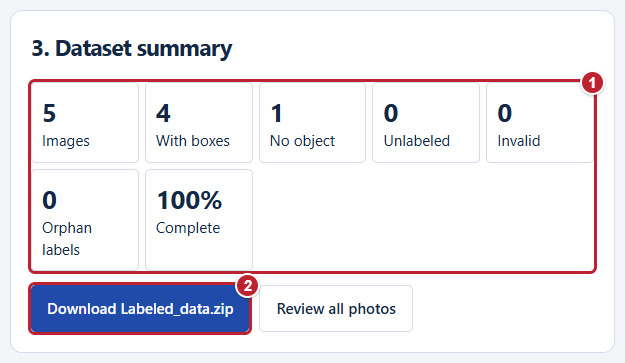 3. Dataset summary
1
5
Images
4
With boxes
1
No object
0
Unlabeled
0
Invalid
0
Orphan
labels
100%
Complete
2
Download Labeled_data.zip
Review all photos